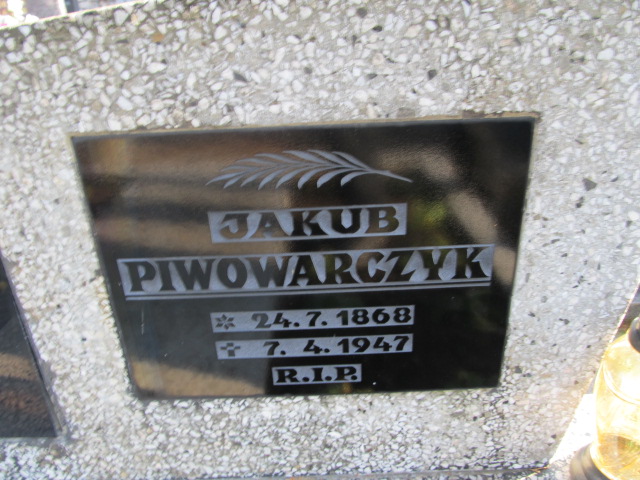 JAKUB
PIWOWARCZYK
* 24.7.1868
✝ 7.4.1947
R.I.P.